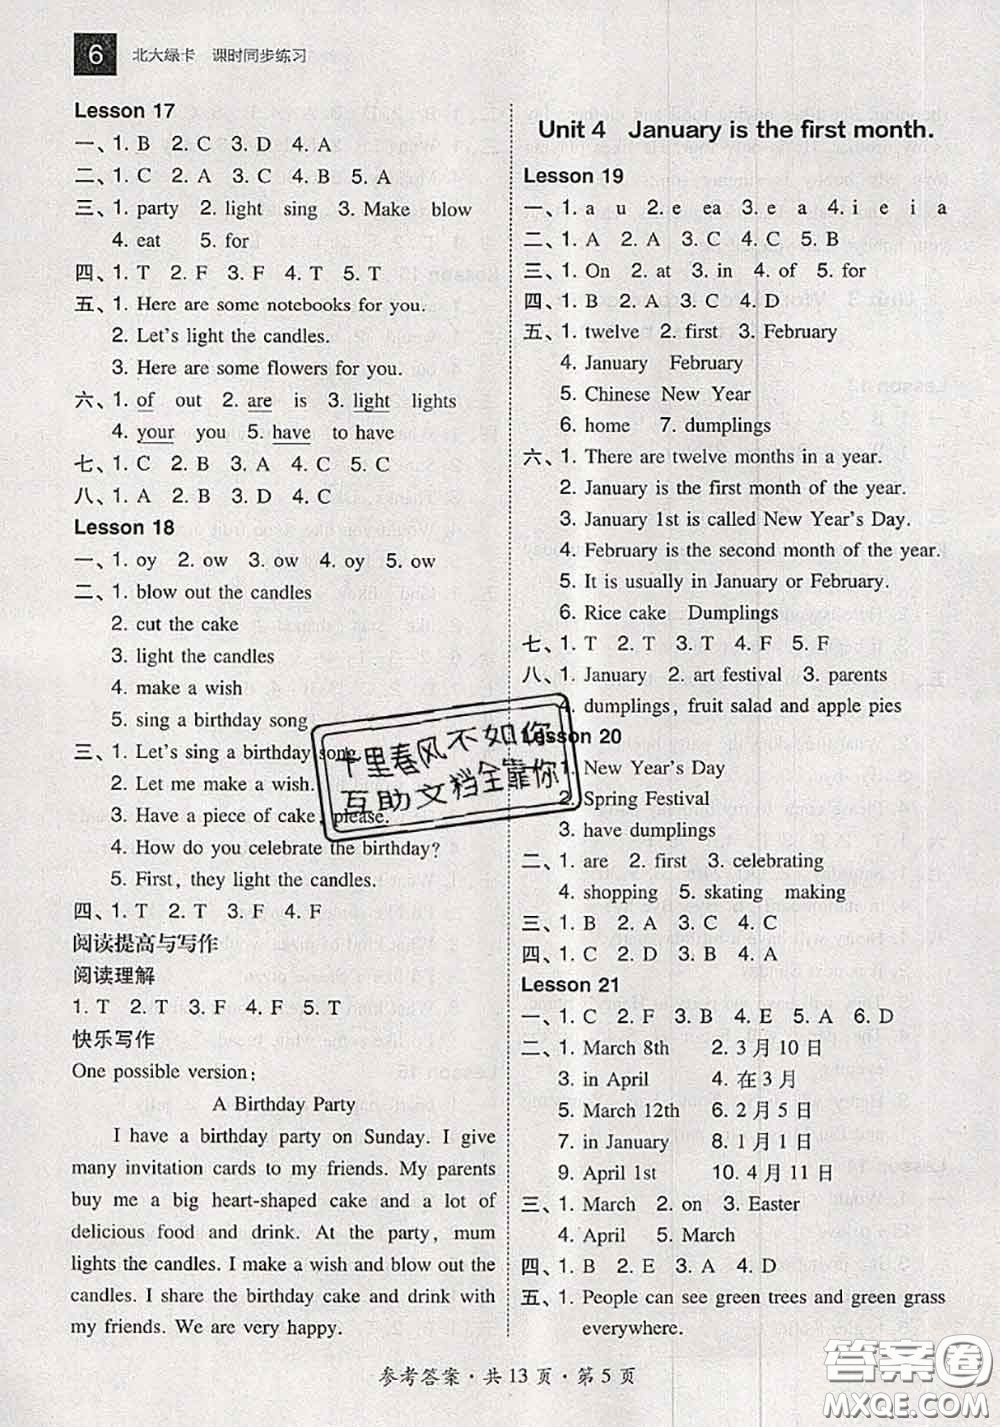 6 北大绿卡 课时同步练习
Lesson 17
一、1. B 2. C 3. D 4. A
二、1. C 2. A 3. C 4. B 5. A
三、1. party 2. light sing 3. Make blow
4. eat 5. for
四、1. T 2. F 3. F 4. T 5. T
五、1. Here are some notebooks for you.
2. Let's light the candles.
3. Here are some flowers for you.
六、1. of out 2. are is 3. light lights
4. your you 5. have to have
七、1. C 2. B 3. A 4. C 5. C
八、1. A 2. B 3. D 4. C
Lesson 18
一、1. oy 2. ow 3. ow 4. oy 5. ow
二、1. blow out the candles
2. cut the cake
3. light the candles
4. make a wish
5. sing a birthday song
三、1. Let's sing a birthday song.
2. Let me make a wish.
3. Have a piece of cake, please.
4. How do you celebrate the birthday?
5. First, they light the candles.
四、1. T 2. T 3. F 4. F
阅读提高与写作
阅读理解
1. T 2. T 3. F 4. F 5. T
快乐写作
One possible version:
A Birthday Party
I have a birthday party on Sunday. I give
many invitation cards to my friends. My parents
buy me a big heart-shaped cake and a lot of
delicious food and drink. At the party, mum
lights the candles. I make a wish and blow out the
candles. I share the birthday cake and drink with
my friends. We are very happy.
Unit 4 January is the first month.
Lesson 19
一、1. a u 2. e ea 3. e a 4. i e i a
二、1. A 2. A 3. C 4. C 5. B
三、1. On 2. at 3. in 4. of 5. for
四、1. B 2. A 3. C 4. D
五、1. twelve 2. first 3. February
4. January February
5. Chinese New Year
6. home 7. dumplings
六、1. There are twelve months in a year.
2. January is the first month of the year.
3. January 1st is called New Year's Day.
4. February is the second month of the year.
5. It is usually in January or February.
6. Rice cake Dumplings
七、1. T 2. T 3. T 4. F 5. F
八、1. January 2. art festival 3. parents
4. dumplings, fruit salad and apple pies
Lesson 20
1. New Year's Day
2. Spring Festival
3. have dumplings
二、1. are 2. first 3. celebrating
4. shopping 5. skating making
三、1. B 2. A 3. C 4. C
四、1. D 2. C 3. B 4. A
Lesson 21
一、1. C 2. F 3. B 4. E 5. A 6. D
二、1. March 8th 2. 3月10日
3. in April 4. 在3月
5. March 12th 6. 2月5日
7. in January 8. 1月1日
9. April 1st 10. 4月11日
三、1. March 2. on 3. Easter
4. April 5. March
四、1. B 2. E 3. A 4. D
五、1. People can see green trees and green grass
everywhere.
十里春风不如你
互助文档全靠你
参考答案·共13页·第5页
答案圈
MXQE.COM